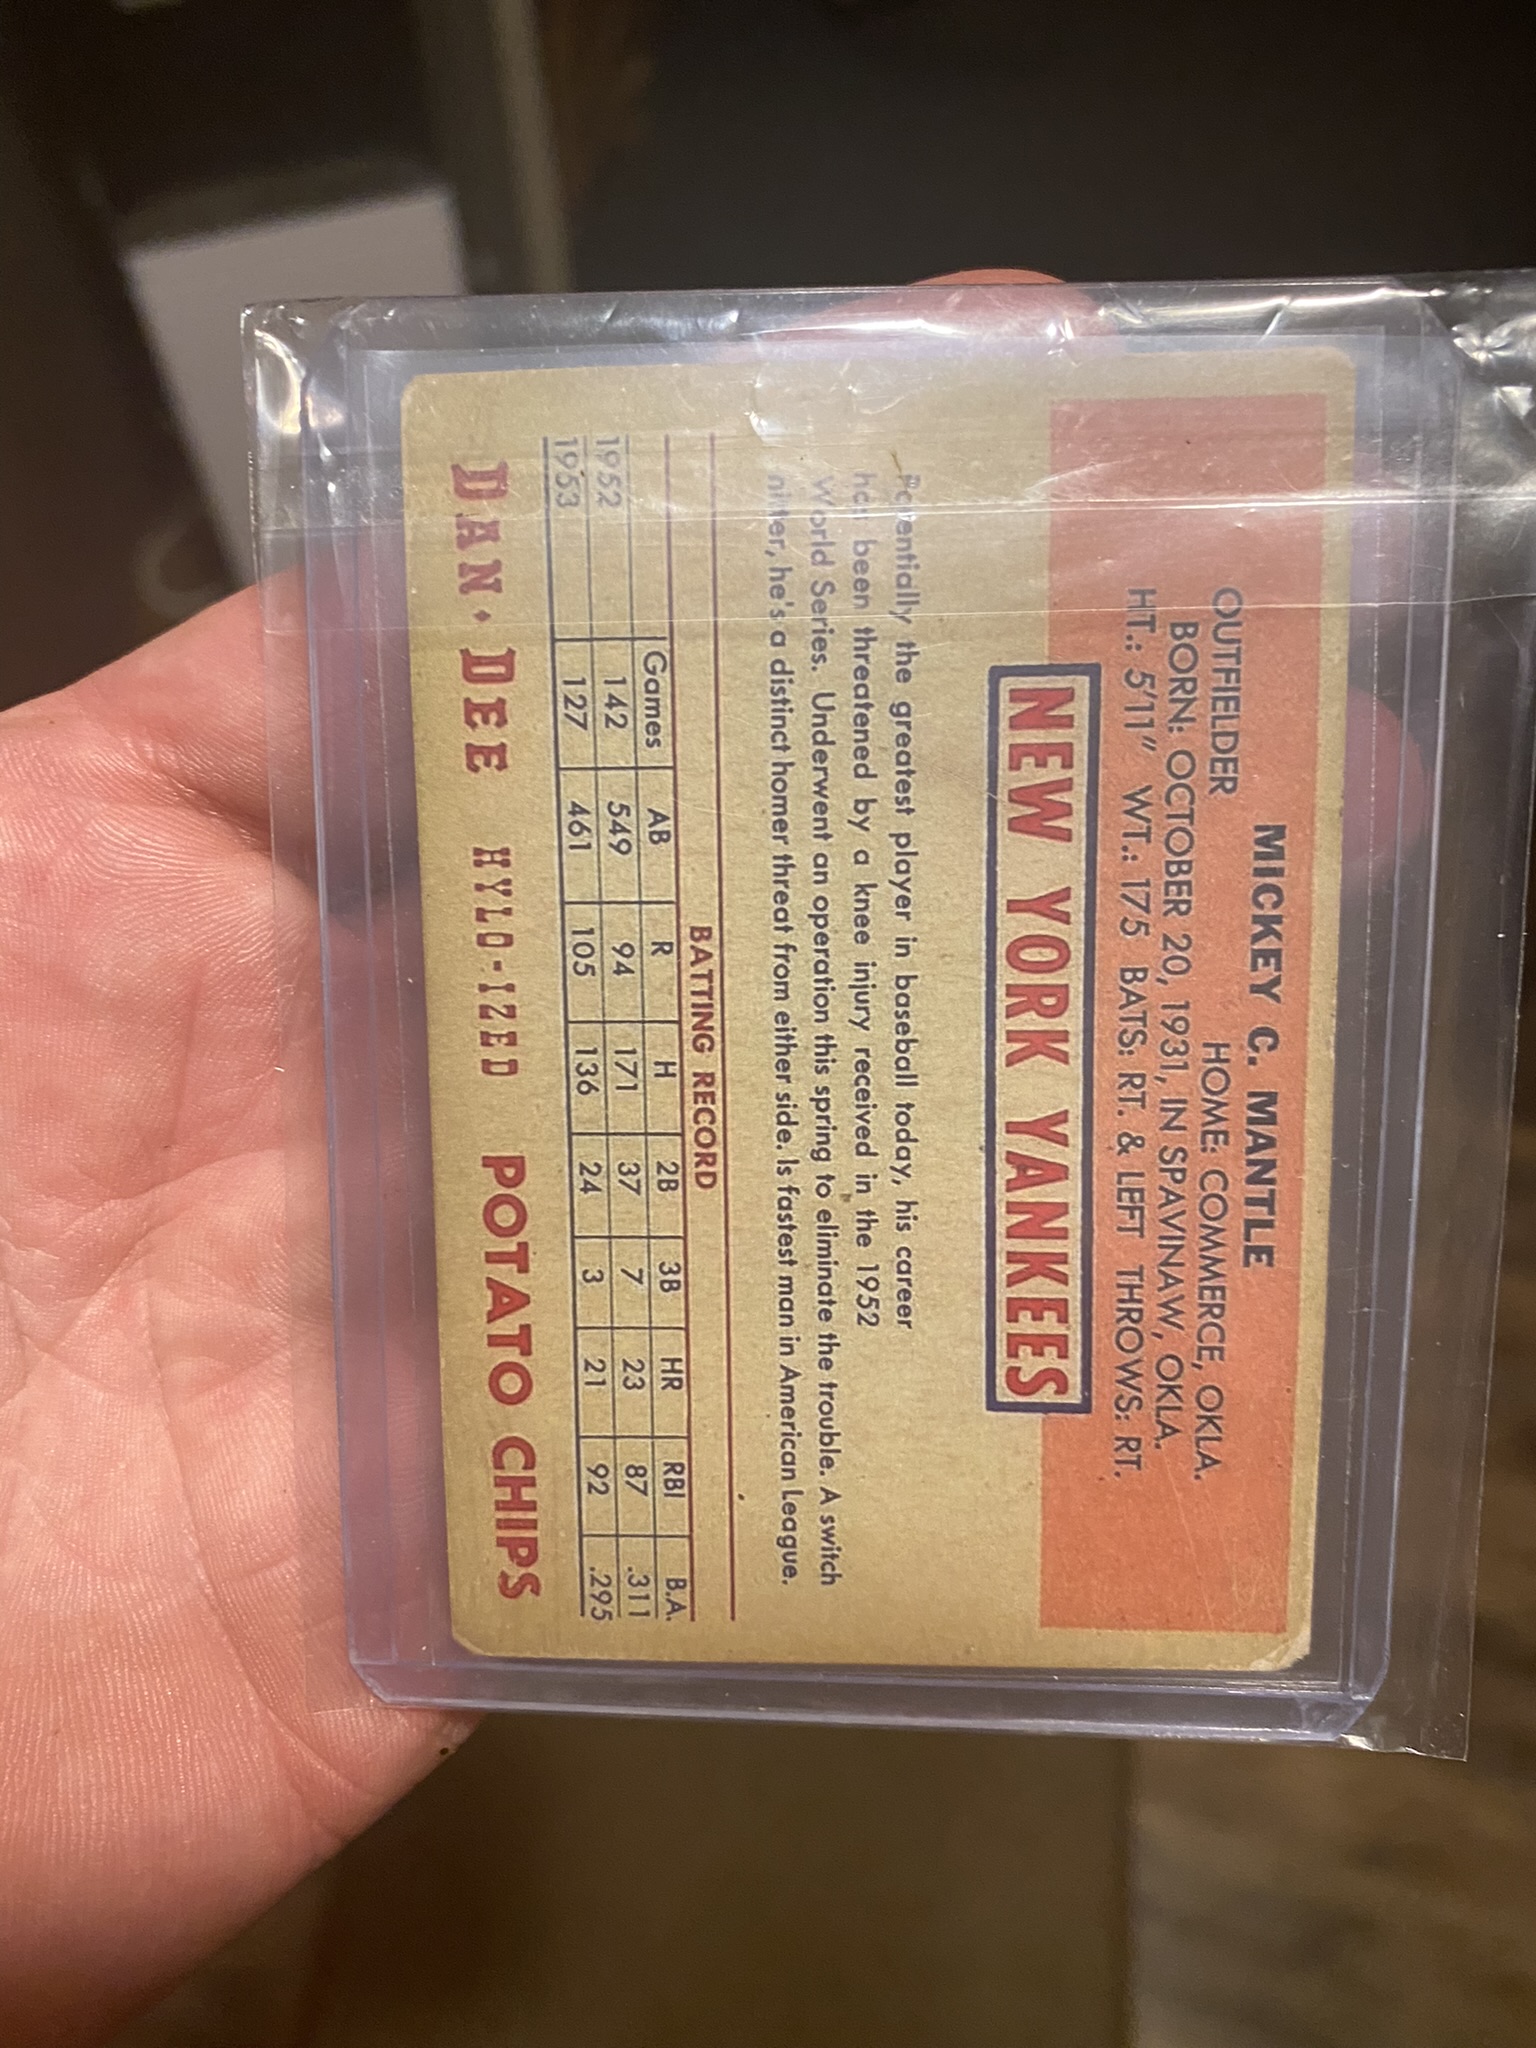 MICKEY C. MANTLE
OUTFIELDER HOME: COMMERCE, OKLA.
BORN: OCTOBER 20, 1931, IN SPAVINAW, OKLA.
HT.: 5'11" WT.: 175 BATS: RT. & LEFT THROWS: RT.
NEW YORK YANKEES
Potentially the greatest player in baseball today, his career
has been threatened by a knee injury received in the 1952
World Series. Underwent an operation this spring to eliminate the trouble. A switch
hitter, he's a distinct homer threat from either side. Is fastest man in American League.
BATTING RECORD
Games AB R H 2B 3B HR RBI B.A.
1952 142 549 94 171 37 7 23 87 .311
1953 127 461 105 136 24 3 21 92 .295
DAN·DEE HYLO-IZED POTATO CHIPS